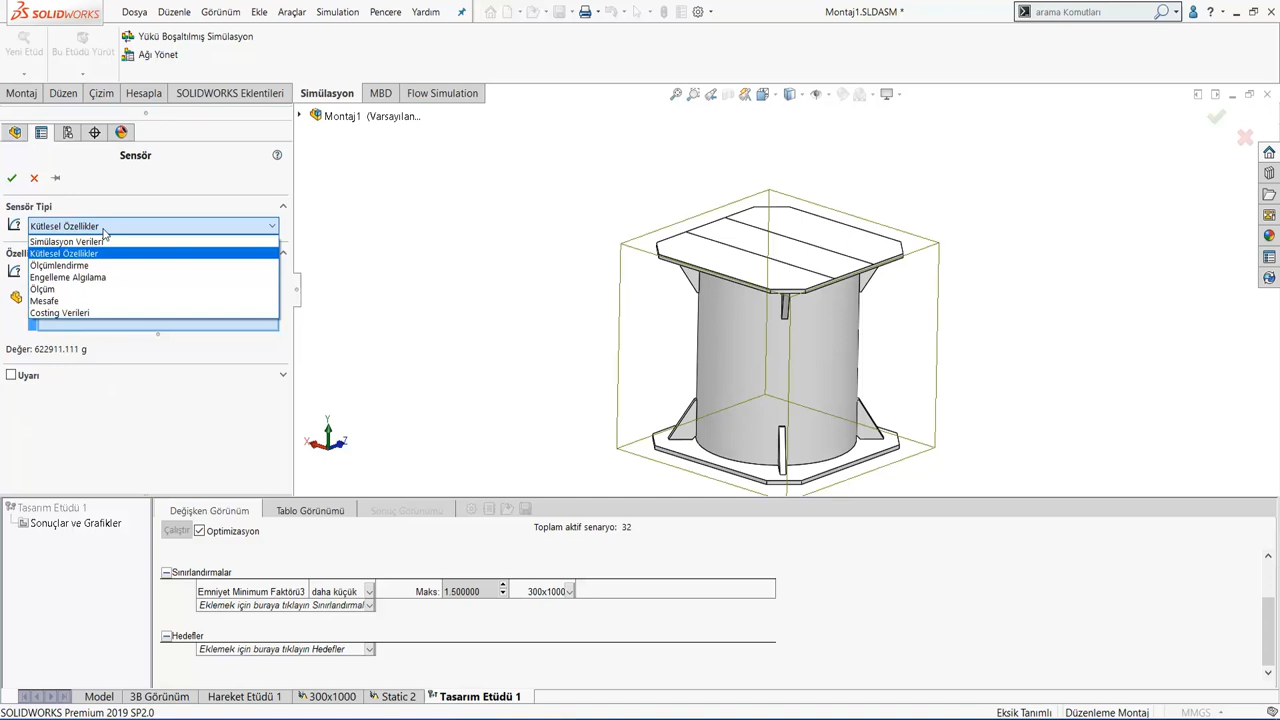 SOLIDWORKS
Dosya Düzenle Görünüm Ekle Araçlar Simülasyon Pencere Yardım
Montaj1.SLDASM *
arama Komutları
Yeni Etüd
Bu Etüdü Yürüt
Yükü Boşaltılmış Simülasyon
Ağı Yönet
Montaj Düzen Çizim Hesapla SOLIDWORKS Eklentileri Simülasyon MBD Flow Simulation
Montaj1 (Varsayılan...
Sensör
Sensör Tipi
Kütlesel Özellikler
Simülasyon Verileri
Kütlesel Özellikler
Ölçümlendirme
Engelleme Algılama
Ölçüm
Mesafe
Costing Verileri
Değer: 622911.111 g
Uyarı
Y
X
Z
Tasarım Etüdü 1
Sonuçlar ve Grafikler
Değişken Görünüm Tablo Görünümü Sonuç Görünümü
Çalıştır Optimizasyon
Toplam aktif senaryo: 32
Sınırlandırmalar
Emniyet Minimum Faktörü3 daha küçük Maks: 1.500000 300x1000
Eklemek için buraya tıklayın Sınırlandırmal
Hedefler
Eklemek için buraya tıklayın Hedefler
Model 3B Görünüm Hareket Etüdü 1 300x1000 Static 2 Tasarım Etüdü 1
SOLIDWORKS Premium 2019 SP2.0
Eksik Tanımlı Düzenleme Montaj MMGS